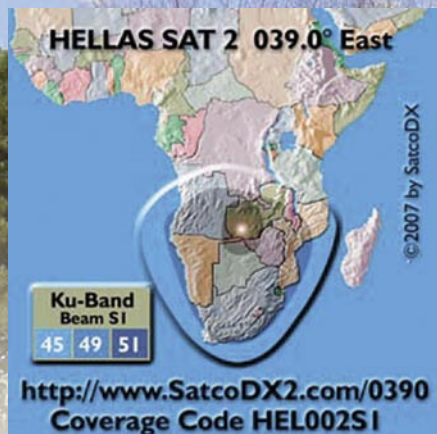 HELLAS SAT 2 039.0° East
©2007 by SatcoDX
Ku-Band
Beam S1
45 49 51
http://www.SatcoDX2.com/0390
Coverage Code HEL002S1